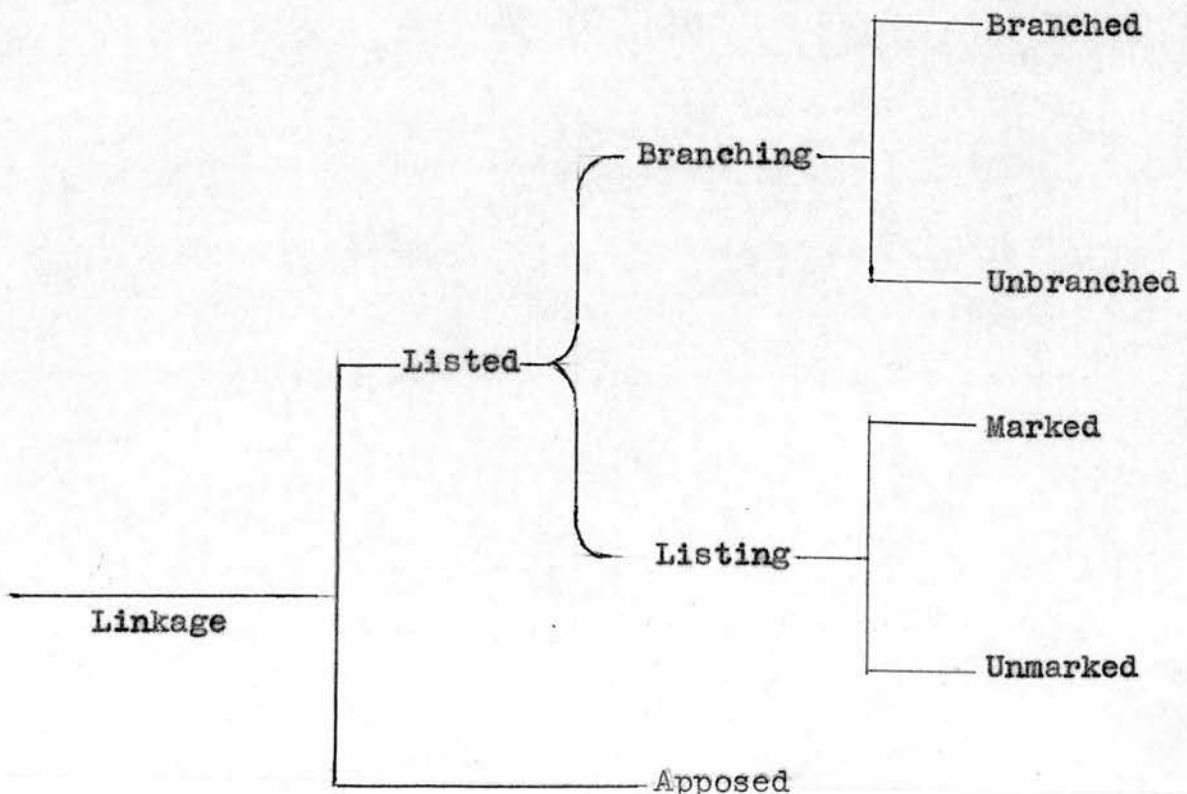 Branched
Branching
Unbranched
Listed
Marked
Listing
Linkage
Unmarked
Apposed